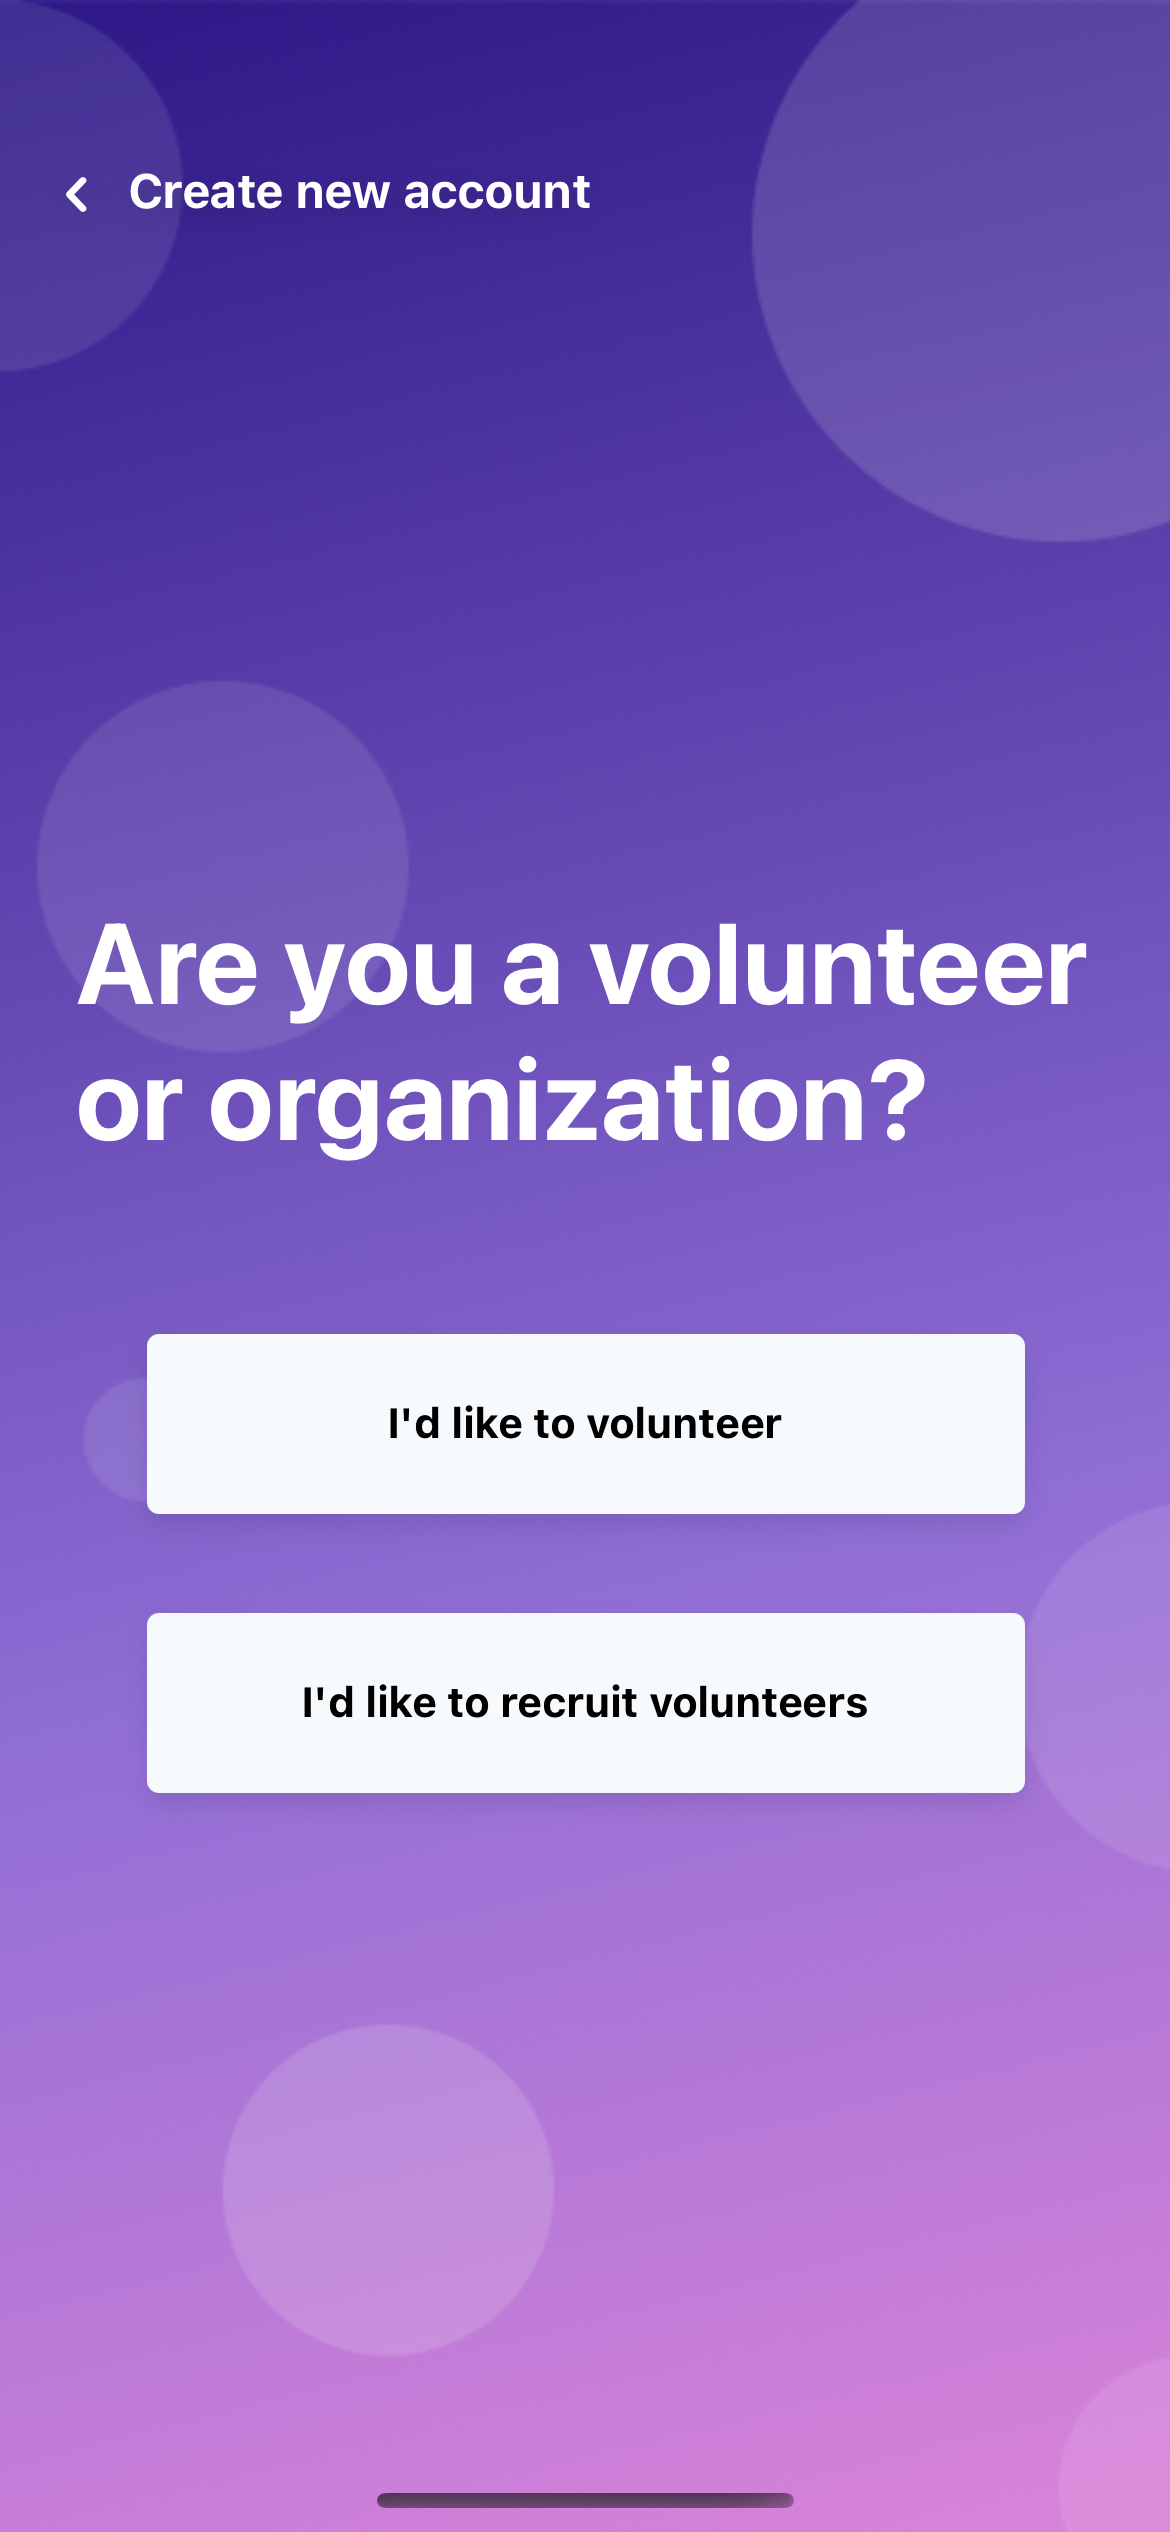 Create new account
Are you a volunteer
or organization?
I'd like to volunteer
I'd like to recruit volunteers